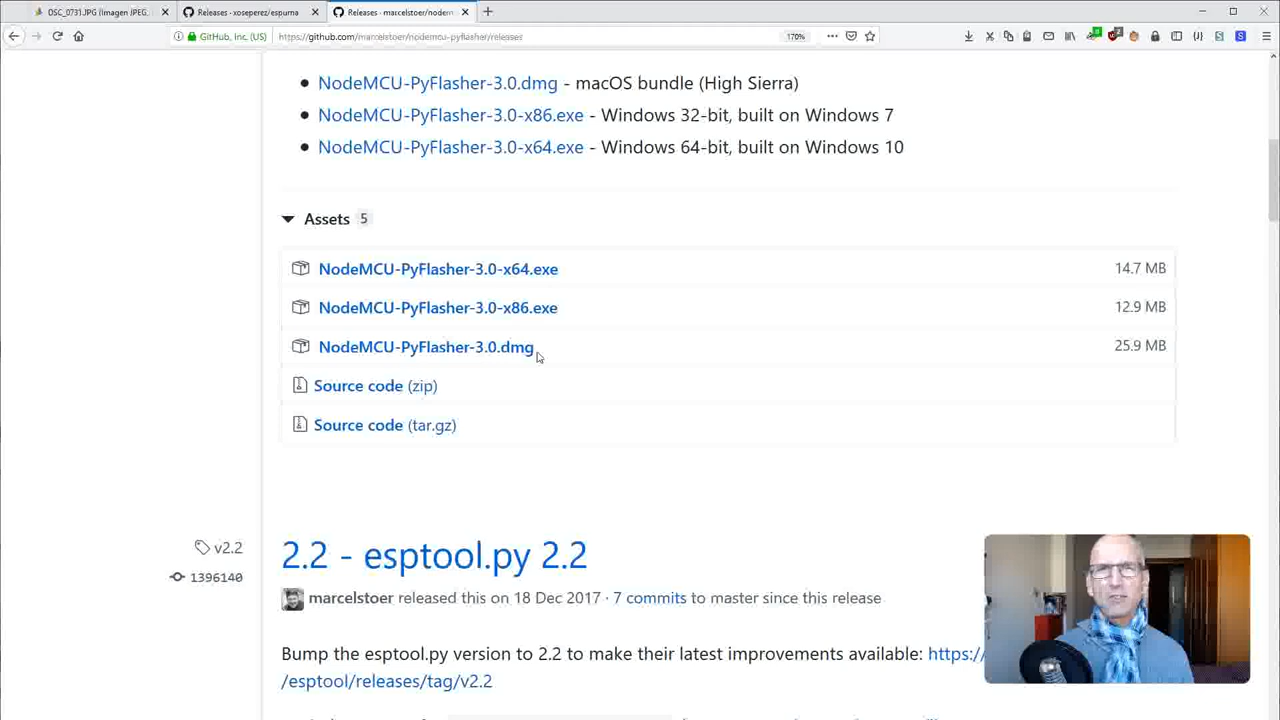 DSC_0731.JPG (Imagen JPEG,
Releases · xoseperez/espurna
Releases · marcelstoer/nodem
GitHub, Inc. (US)
https://github.com/marcelstoer/nodemcu-pyflasher/releases
170%
NodeMCU-PyFlasher-3.0.dmg - macOS bundle (High Sierra)
NodeMCU-PyFlasher-3.0-x86.exe - Windows 32-bit, built on Windows 7
NodeMCU-PyFlasher-3.0-x64.exe - Windows 64-bit, built on Windows 10
Assets 5
NodeMCU-PyFlasher-3.0-x64.exe 14.7 MB
NodeMCU-PyFlasher-3.0-x86.exe 12.9 MB
NodeMCU-PyFlasher-3.0.dmg 25.9 MB
Source code (zip)
Source code (tar.gz)
v2.2
1396140
2.2 - esptool.py 2.2
marcelstoer released this on 18 Dec 2017 · 7 commits to master since this release
Bump the esptool.py version to 2.2 to make their latest improvements available: https:/
/esptool/releases/tag/v2.2